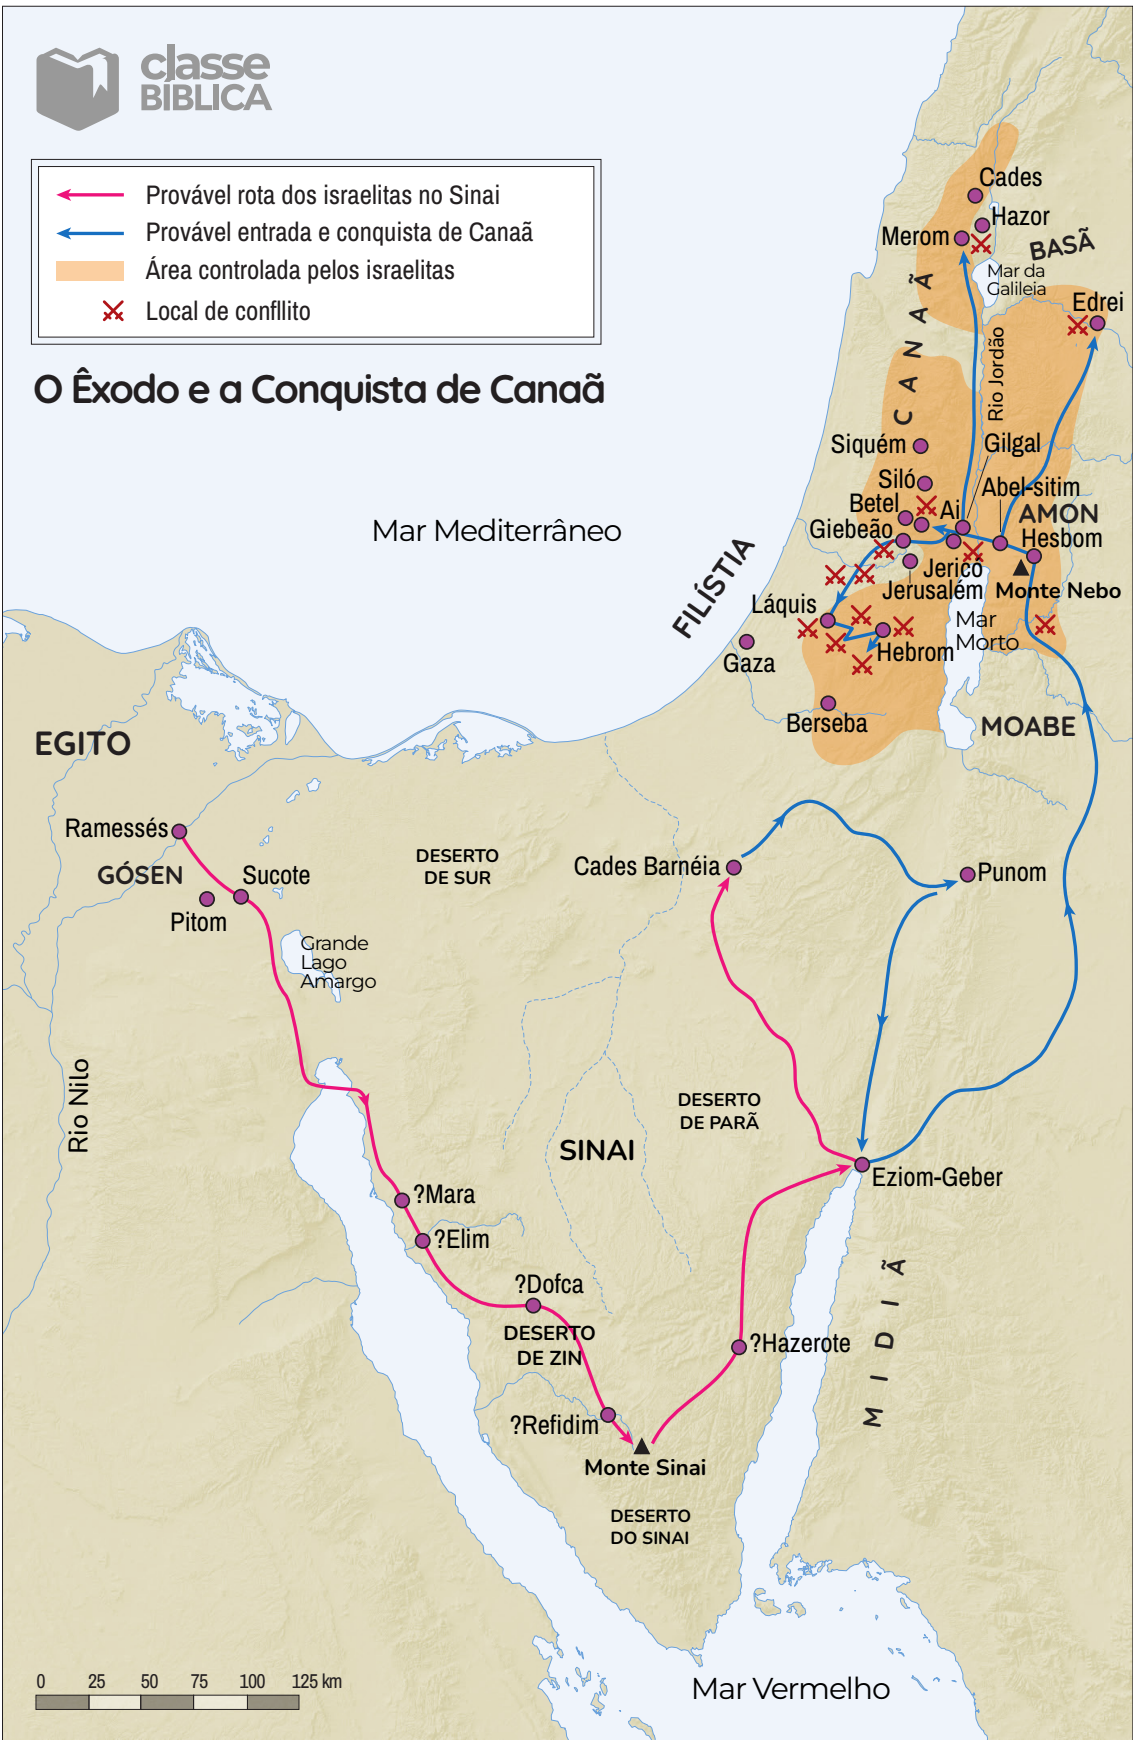 classe
BÍBLICA
Provável rota dos israelitas no Sinai
Provável entrada e conquista de Canaã
Área controlada pelos israelitas
Local de confllito
O Êxodo e a Conquista de Canaã
Cades
Hazor
Merom
BASÃ
Mar da
Galileia
Edrei
CANAÃ
Rio Jordão
Siquém
Gilgal
Siló
Abel-sitim
Betel
Ai
AMON
Giebeão
Hesbom
Jericó
Jerusalém
Monte Nebo
Mar Mediterrâneo
FILÍSTIA
Láquis
Mar
Morto
Hebrom
Gaza
Berseba
MOABE
EGITO
Ramessés
GÓSEN
Sucote
Pitom
DESERTO
DE SUR
Cades Barnéia
Punom
Grande
Lago
Amargo
Rio Nilo
DESERTO
DE PARÃ
SINAI
Eziom-Geber
?Mara
?Elim
?Dofca
DESERTO
DE ZIN
?Hazerote
MIDIÃ
?Refidim
Monte Sinai
DESERTO
DO SINAI
0 25 50 75 100 125 km
Mar Vermelho